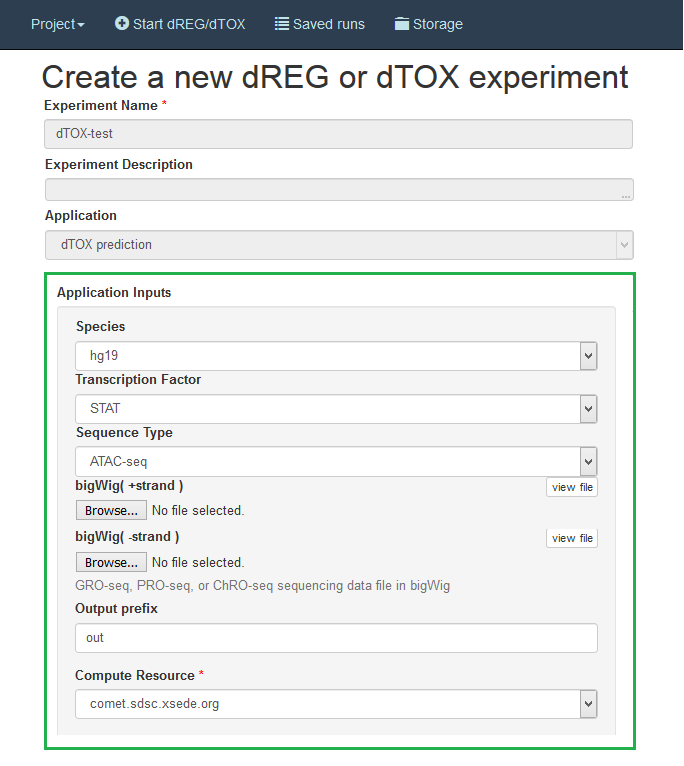 Project Start dREG/dTOX Saved runs Storage
Create a new dREG or dTOX experiment
Experiment Name *
dTOX-test
Experiment Description
...
Application
dTOX prediction
Application Inputs
Species
hg19
Transcription Factor
STAT
Sequence Type
ATAC-seq
bigWig( +strand ) view file
Browse... No file selected.
bigWig( -strand ) view file
Browse... No file selected.
GRO-seq, PRO-seq, or ChRO-seq sequencing data file in bigWig
Output prefix
out
Compute Resource *
comet.sdsc.xsede.org